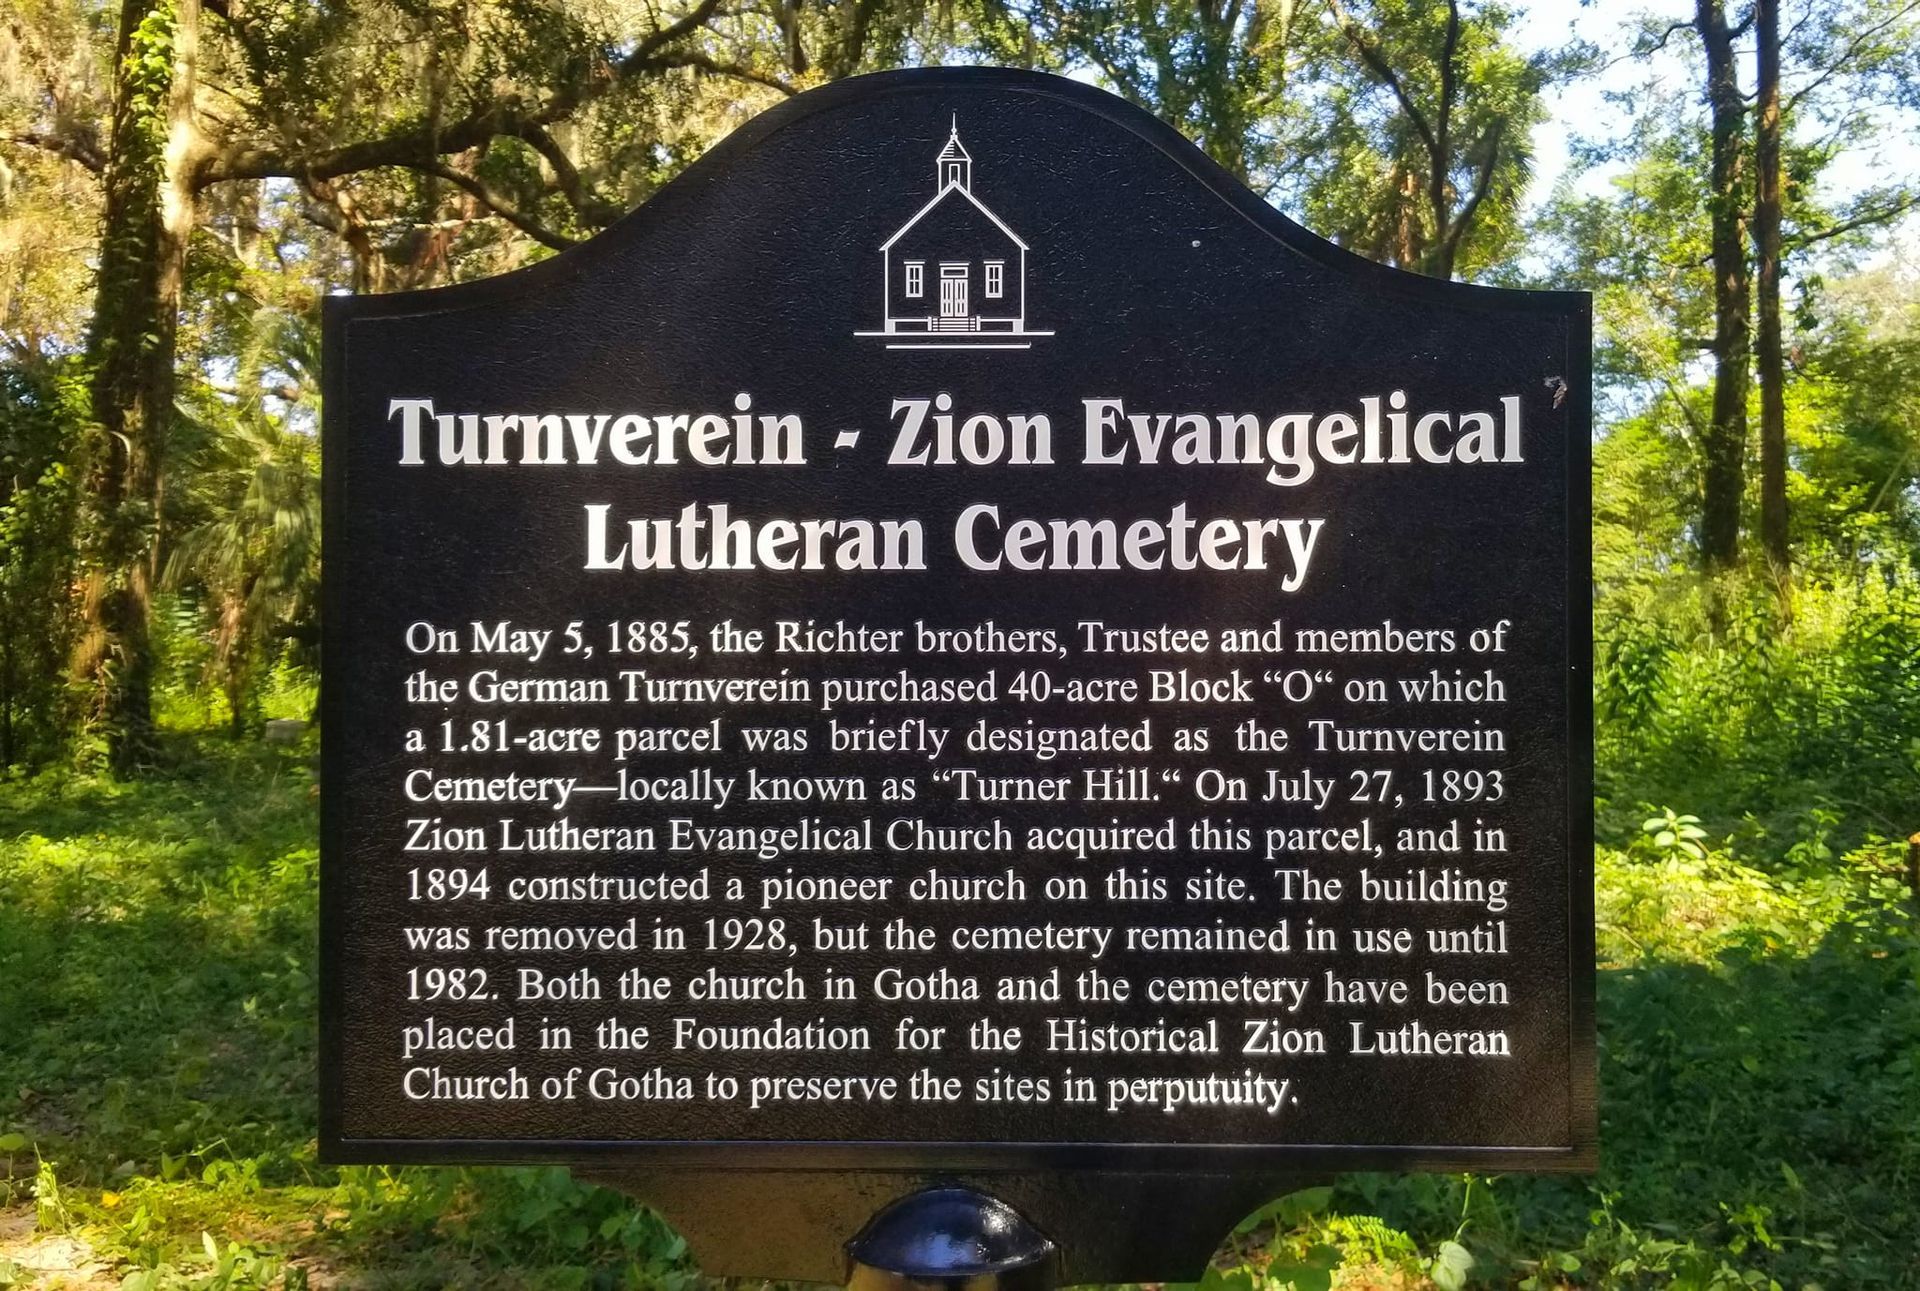 Turnverein - Zion Evangelical
Lutheran Cemetery
On May 5, 1885, the Richter brothers, Trustee and members of
the German Turnverein purchased 40-acre Block “O“ on which
a 1.81-acre parcel was briefly designated as the Turnverein
Cemetery—locally known as “Turner Hill.“ On July 27, 1893
Zion Lutheran Evangelical Church acquired this parcel, and in
1894 constructed a pioneer church on this site. The building
was removed in 1928, but the cemetery remained in use until
1982. Both the church in Gotha and the cemetery have been
placed in the Foundation for the Historical Zion Lutheran
Church of Gotha to preserve the sites in perputuity.